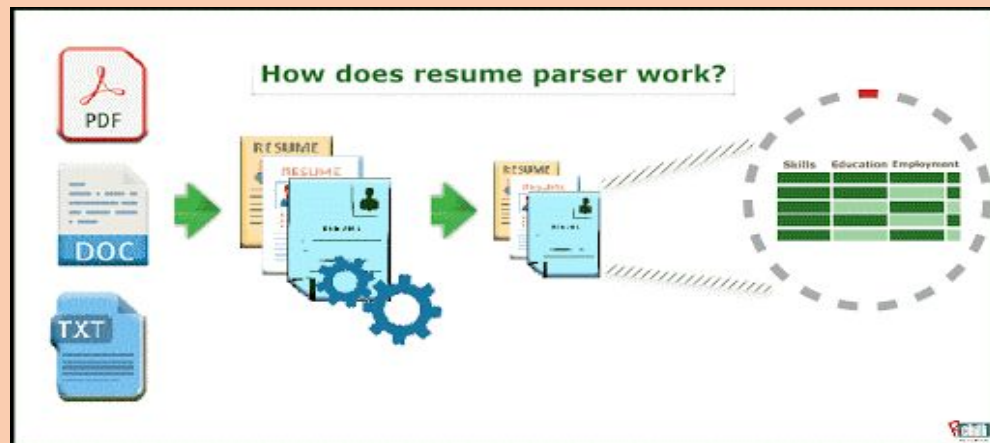 How does resume parser work?
PDF
DOC
TXT
RESUME
RESUME
RESUME
Skills Education Employment